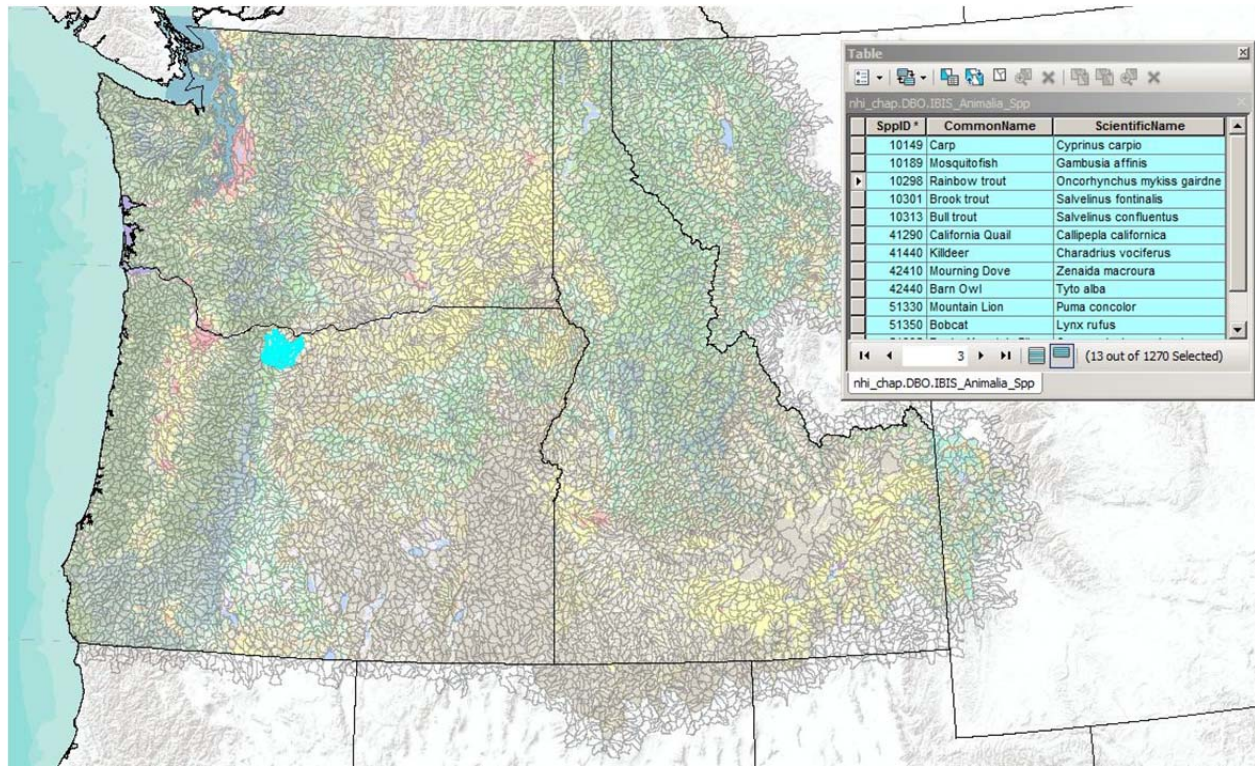 Table
nhi_chap.DBO.IBIS_Animalia_Spp
SppID * CommonName ScientificName
10149 Carp Cyprinus carpio
10189 Mosquitofish Gambusia affinis
10298 Rainbow trout Oncorhynchus mykiss gairdne
10301 Brook trout Salvelinus fontinalis
10313 Bull trout Salvelinus confluentus
41290 California Quail Callipepla californica
41440 Killdeer Charadrius vociferus
42410 Mourning Dove Zenaida macroura
42440 Barn Owl Tyto alba
51330 Mountain Lion Puma concolor
51350 Bobcat Lynx rufus
3 (13 out of 1270 Selected)
nhi_chap.DBO.IBIS_Animalia_Spp